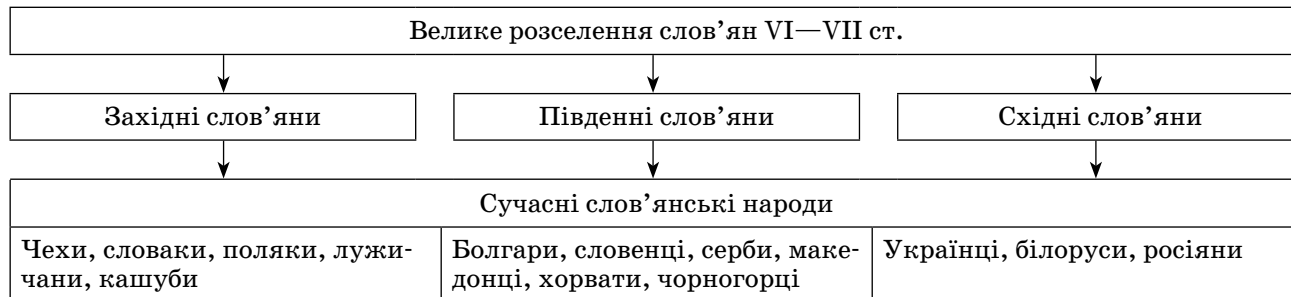 Велике розселення слов’ян VI—VII ст.
Західні слов’яни
Південні слов’яни
Східні слов’яни
Сучасні слов’янські народи
Чехи, словаки, поляки, лужи-
чани, кашуби
Болгари, словенці, серби, маке-
донці, хорвати, чорногорці
Українці, білоруси, росіяни